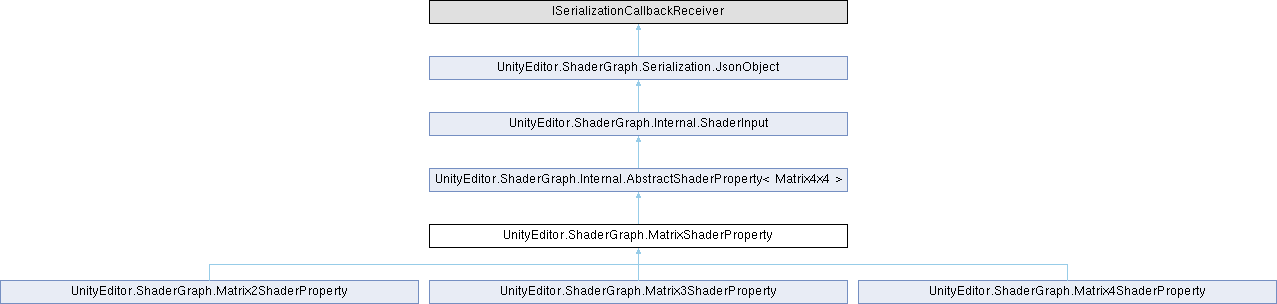 ISerializationCallbackReceiver
UnityEditor.ShaderGraph.Serialization.JsonObject
UnityEditor.ShaderGraph.Internal.ShaderInput
UnityEditor.ShaderGraph.Internal.AbstractShaderProperty< Matrix4x4 >
UnityEditor.ShaderGraph.MatrixShaderProperty
UnityEditor.ShaderGraph.Matrix2ShaderProperty
UnityEditor.ShaderGraph.Matrix3ShaderProperty
UnityEditor.ShaderGraph.Matrix4ShaderProperty